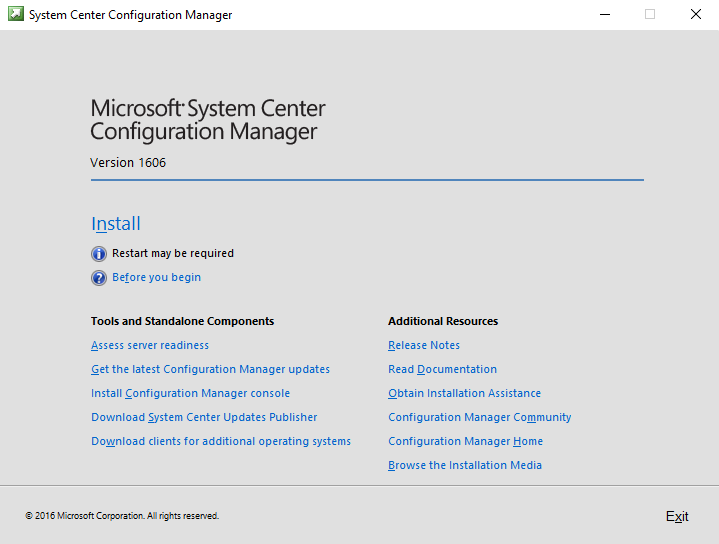 System Center Configuration Manager
Microsoft® System Center
Configuration Manager
Version 1606
Install
Restart may be required
Before you begin
Tools and Standalone Components
Assess server readiness
Get the latest Configuration Manager updates
Install Configuration Manager console
Download System Center Updates Publisher
Download clients for additional operating systems
Additional Resources
Release Notes
Read Documentation
Obtain Installation Assistance
Configuration Manager Community
Configuration Manager Home
Browse the Installation Media
© 2016 Microsoft Corporation. All rights reserved.
Exit